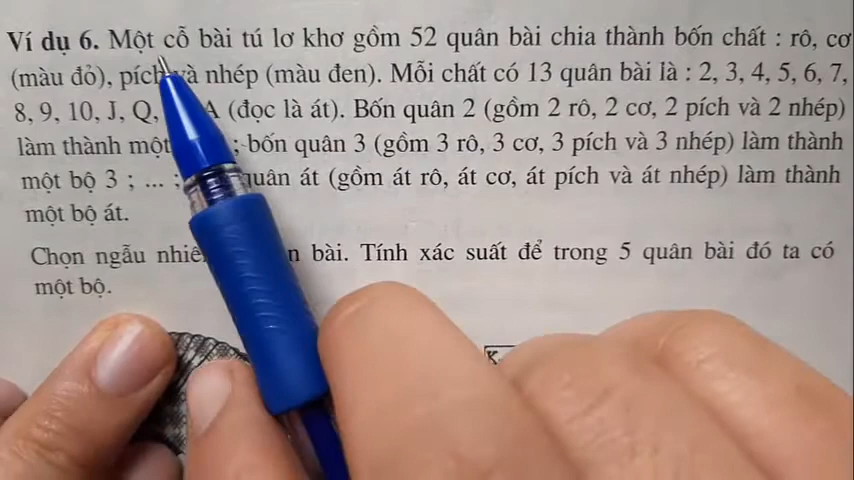 Ví dụ 6. Một cỗ bài tú lơ khơ gồm 52 quân bài chia thành bốn chất : rô, cơ
(màu đỏ), pích và nhép (màu đen). Mỗi chất có 13 quân bài là : 2, 3, 4, 5, 6, 7,
8, 9, 10, J, Q, A (đọc là át). Bốn quân 2 (gồm 2 rô, 2 cơ, 2 pích và 2 nhép)
làm thành một ; bốn quân 3 (gồm 3 rô, 3 cơ, 3 pích và 3 nhép) làm thành
một bộ 3 ; ... ; quân át (gồm át rô, át cơ, át pích và át nhép) làm thành
một bộ át.
Chọn ngẫu bài. Tính xác suất để trong 5 quân bài đó ta có
một bộ.
K